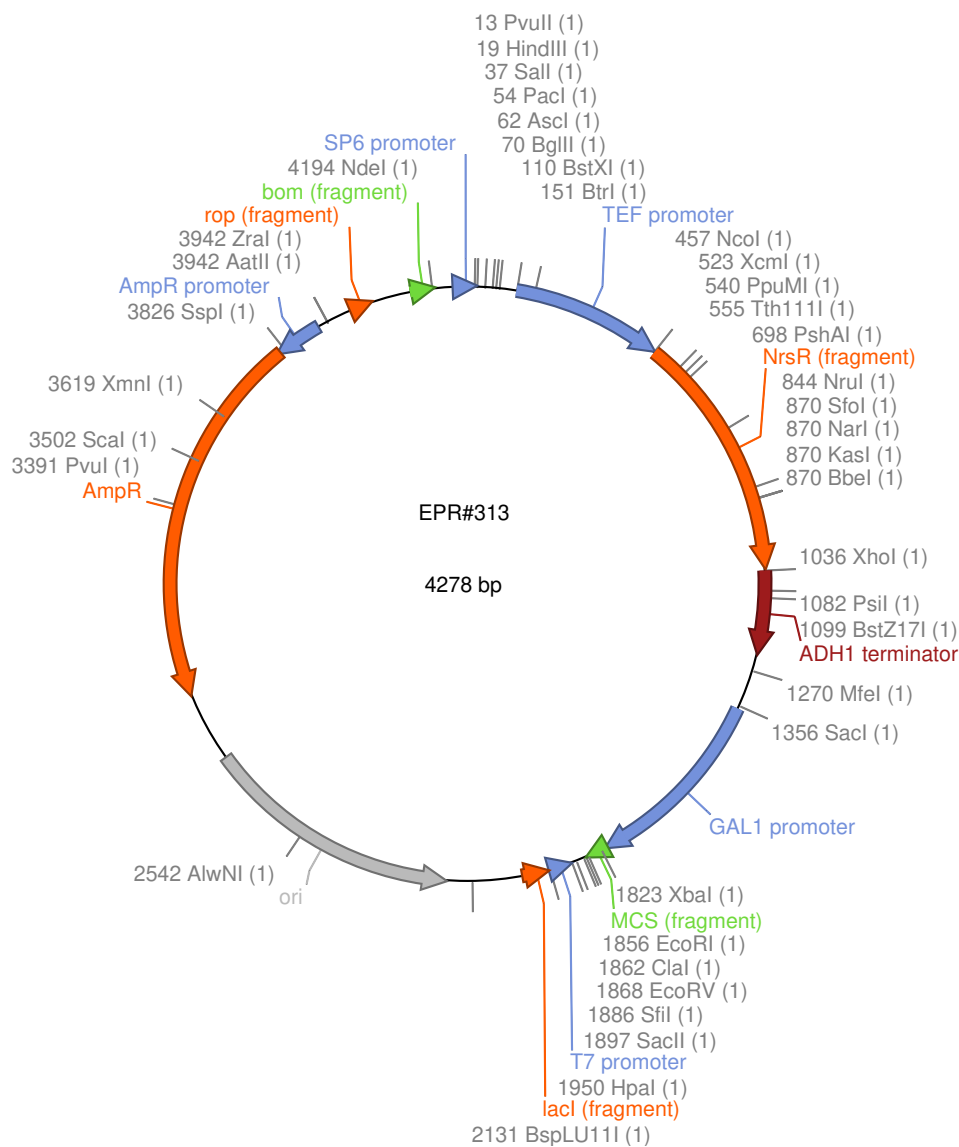 13 PvuII (1)
19 HindIII (1)
37 SalI (1)
54 PacI (1)
62 AscI (1)
70 BglII (1)
110 BstXI (1)
151 BtrI (1)
TEF promoter
457 NcoI (1)
523 XcmI (1)
540 PpuMI (1)
555 Tth111I (1)
698 PshAI (1)
NrsR (fragment)
844 NruI (1)
870 SfoI (1)
870 NarI (1)
870 KasI (1)
870 BbeI (1)
1036 XhoI (1)
1082 PsiI (1)
1099 BstZ17I (1)
ADH1 terminator
1270 MfeI (1)
1356 SacI (1)
GAL1 promoter
1823 XbaI (1)
MCS (fragment)
1856 EcoRI (1)
1862 ClaI (1)
1868 EcoRV (1)
1886 SfiI (1)
1897 SacII (1)
T7 promoter
1950 HpaI (1)
lacI (fragment)
2131 BspLU11I (1)
ori
2542 AlwNI (1)
AmpR
3391 PvuI (1)
3502 ScaI (1)
3619 XmnI (1)
3826 SspI (1)
AmpR promoter
3942 AatII (1)
3942 ZraI (1)
rop (fragment)
bom (fragment)
4194 NdeI (1)
SP6 promoter
EPR#313
4278 bp